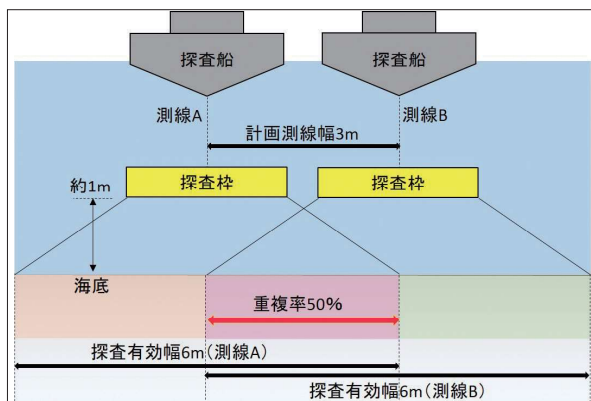 探査船
探査船
測線A
測線B
計画測線幅3m
探査枠
探査枠
約1m
海底
重複率50%
探査有効幅6m(測線A)
探査有効幅6m(測線B)